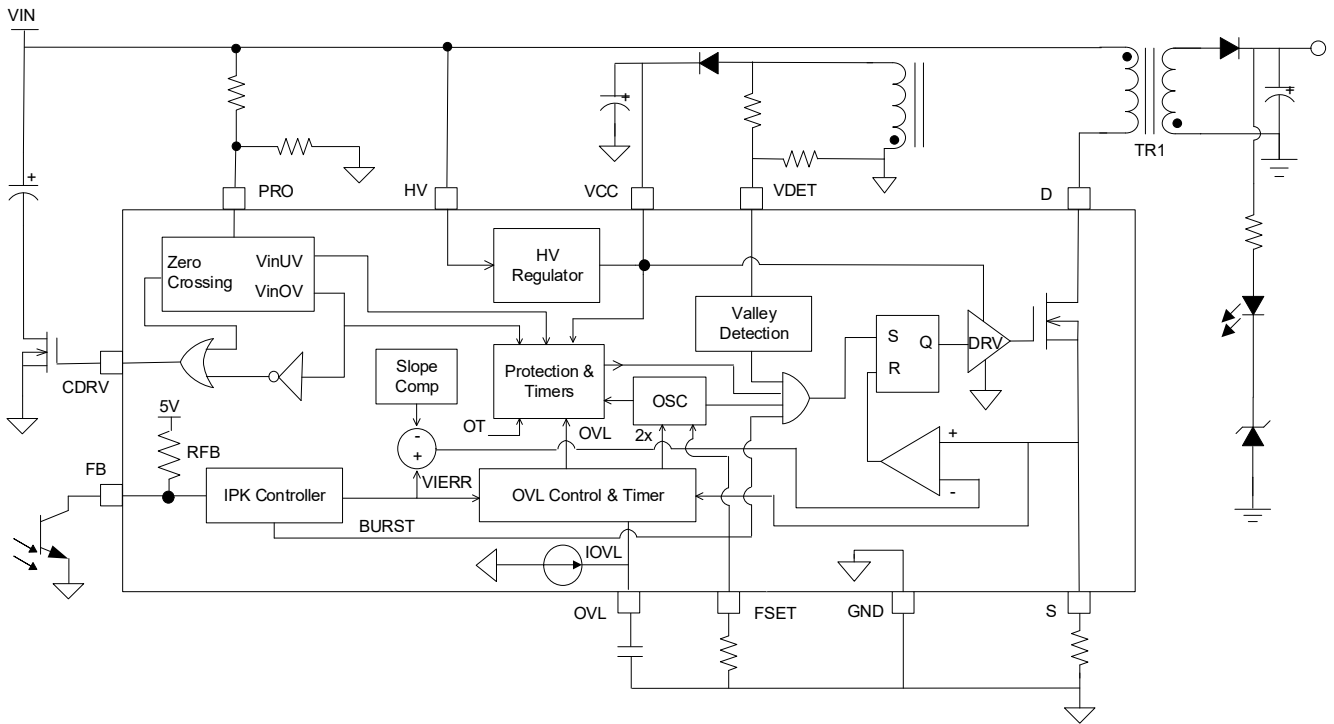 VIN
TR1
PRO
HV
VCC
VDET
D
Zero
Crossing
VinUV
VinOV
HV
Regulator
Valley
Detection
S
Q
R
DRV
CDRV
Slope
Comp
Protection &
Timers
OSC
5V
RFB
OT
OVL
2x
-
+
+
-
FB
VIERR
IPK Controller
OVL Control & Timer
BURST
IOVL
OVL
FSET
GND
S
+
+
+